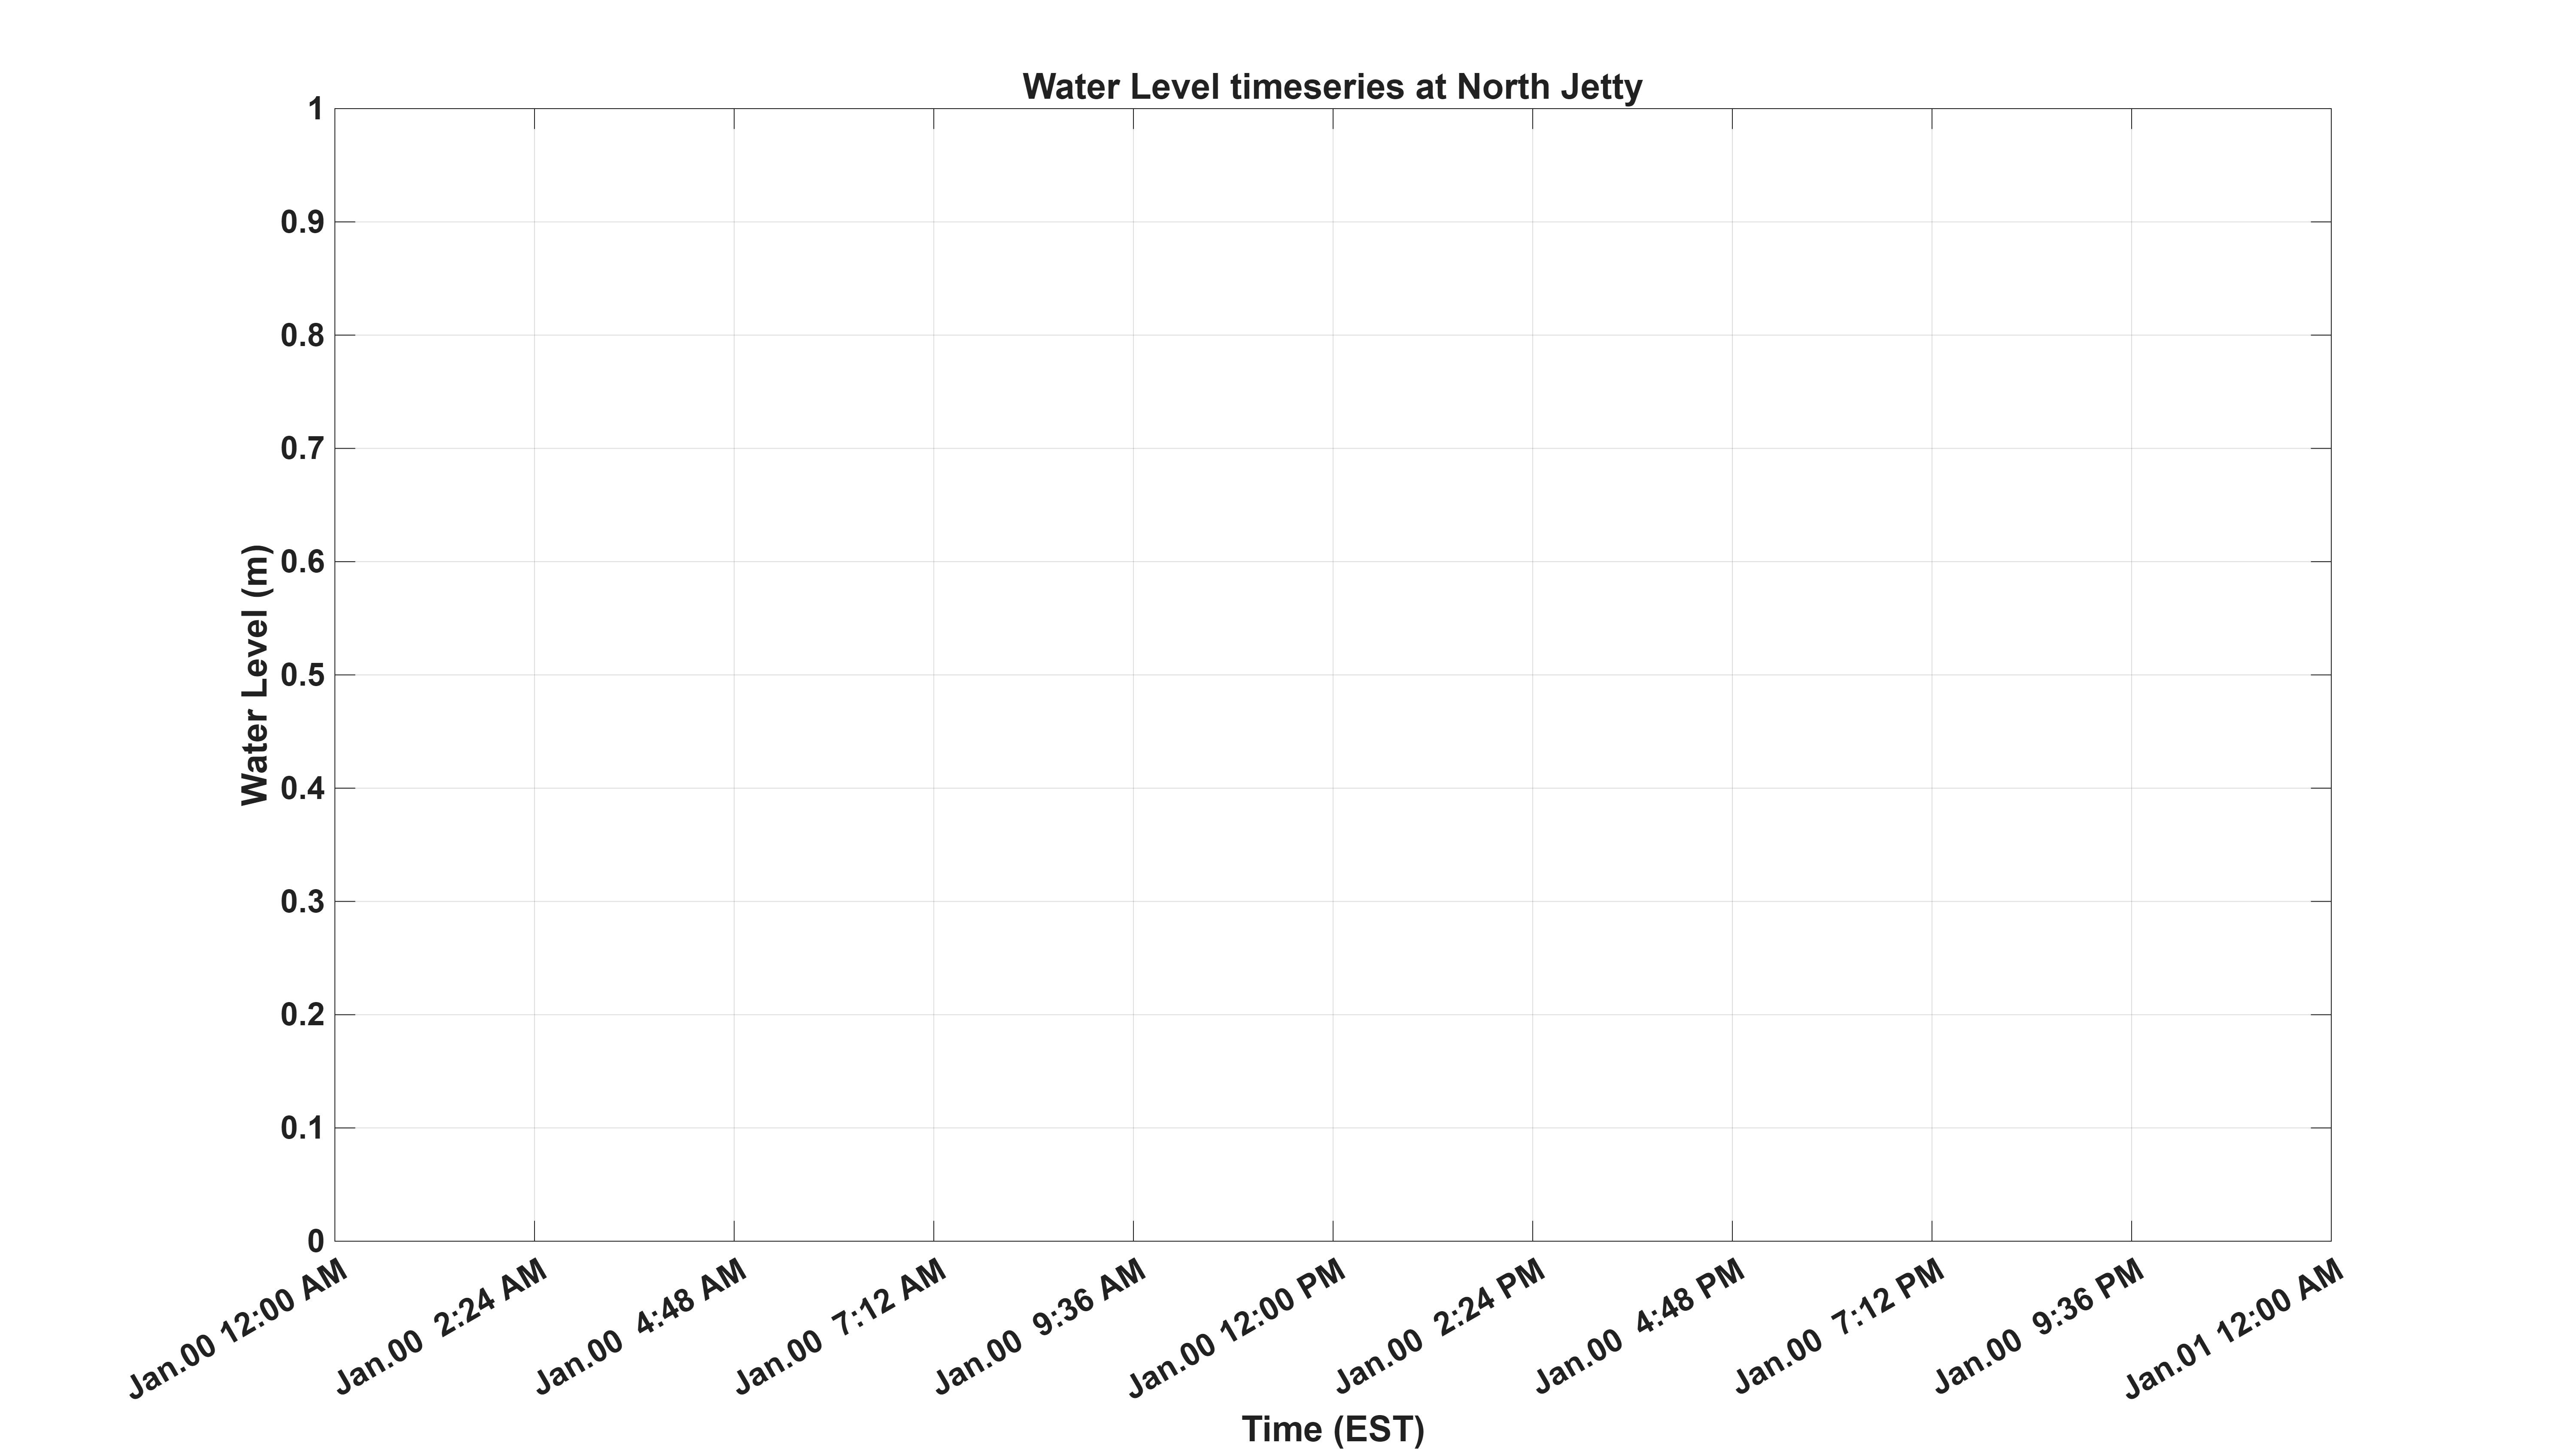 Water Level timeseries at North Jetty
1
0.9
0.8
0.7
0.6
0.5
0.4
0.3
0.2
0.1
0
Water Level (m)
Jan.00 12:00 AM
Jan.00  2:24 AM
Jan.00  4:48 AM
Jan.00  7:12 AM
Jan.00  9:36 AM
Jan.00 12:00 PM
Jan.00  2:24 PM
Jan.00  4:48 PM
Jan.00  7:12 PM
Jan.00  9:36 PM
Jan.01 12:00 AM
Time (EST)